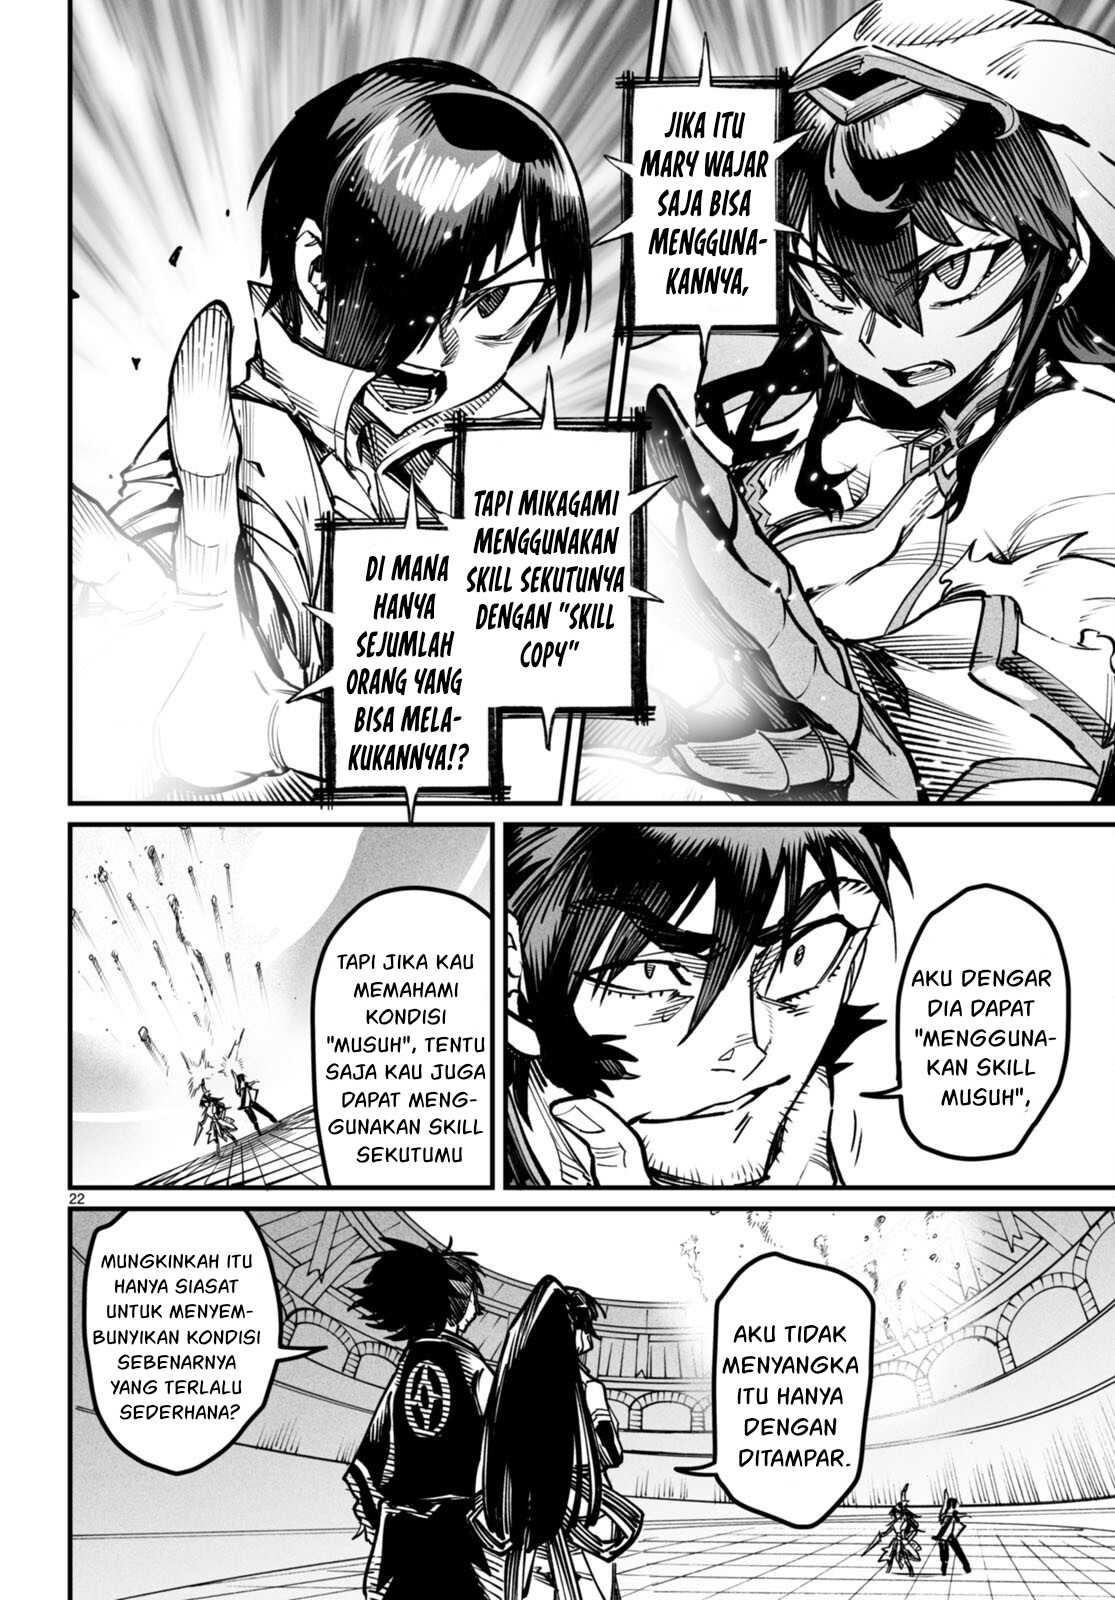 JIKA ITU
MARY WAJAR
SAJA BISA
MENGGUNA-
KANNYA,
TAPI MIKAGAMI
MENGGUNAKAN
SKILL SEKUTUNYA
DENGAN "SKILL
COPY"
DI MANA
HANYA
SEJUMLAH
ORANG YANG
BISA MELA-
KUKANNYA!?
AKU DENGAR
DIA DAPAT
"MENGGUNA-
KAN SKILL
MUSUH",
TAPI JIKA KAU
MEMAHAMI
KONDISI
"MUSUH", TENTU
SAJA KAU JUGA
DAPAT MENG-
GUNAKAN SKILL
SEKUTUMU
22
AKU TIDAK
MENYANGKA
ITU HANYA
DENGAN
DITAMPAR.
MUNGKINKAH ITU
HANYA SIASAT
UNTUK MENYEM-
BUNYIKAN KONDISI
SEBENARNYA
YANG TERLALU
SEDERHANA?